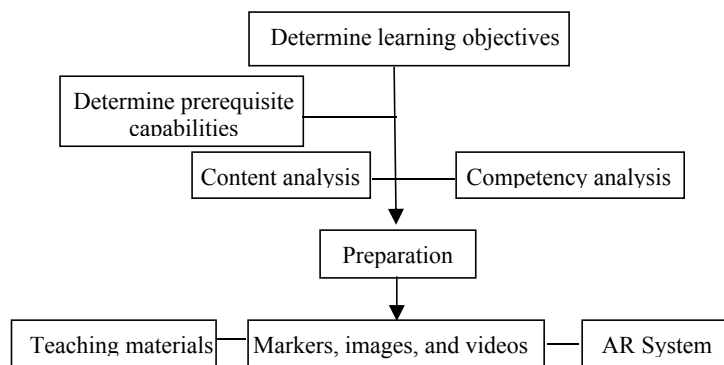 Determine learning objectives
Determine prerequisite
capabilities
Content analysis
Competency analysis
Preparation
Teaching materials
Markers, images, and videos
AR System